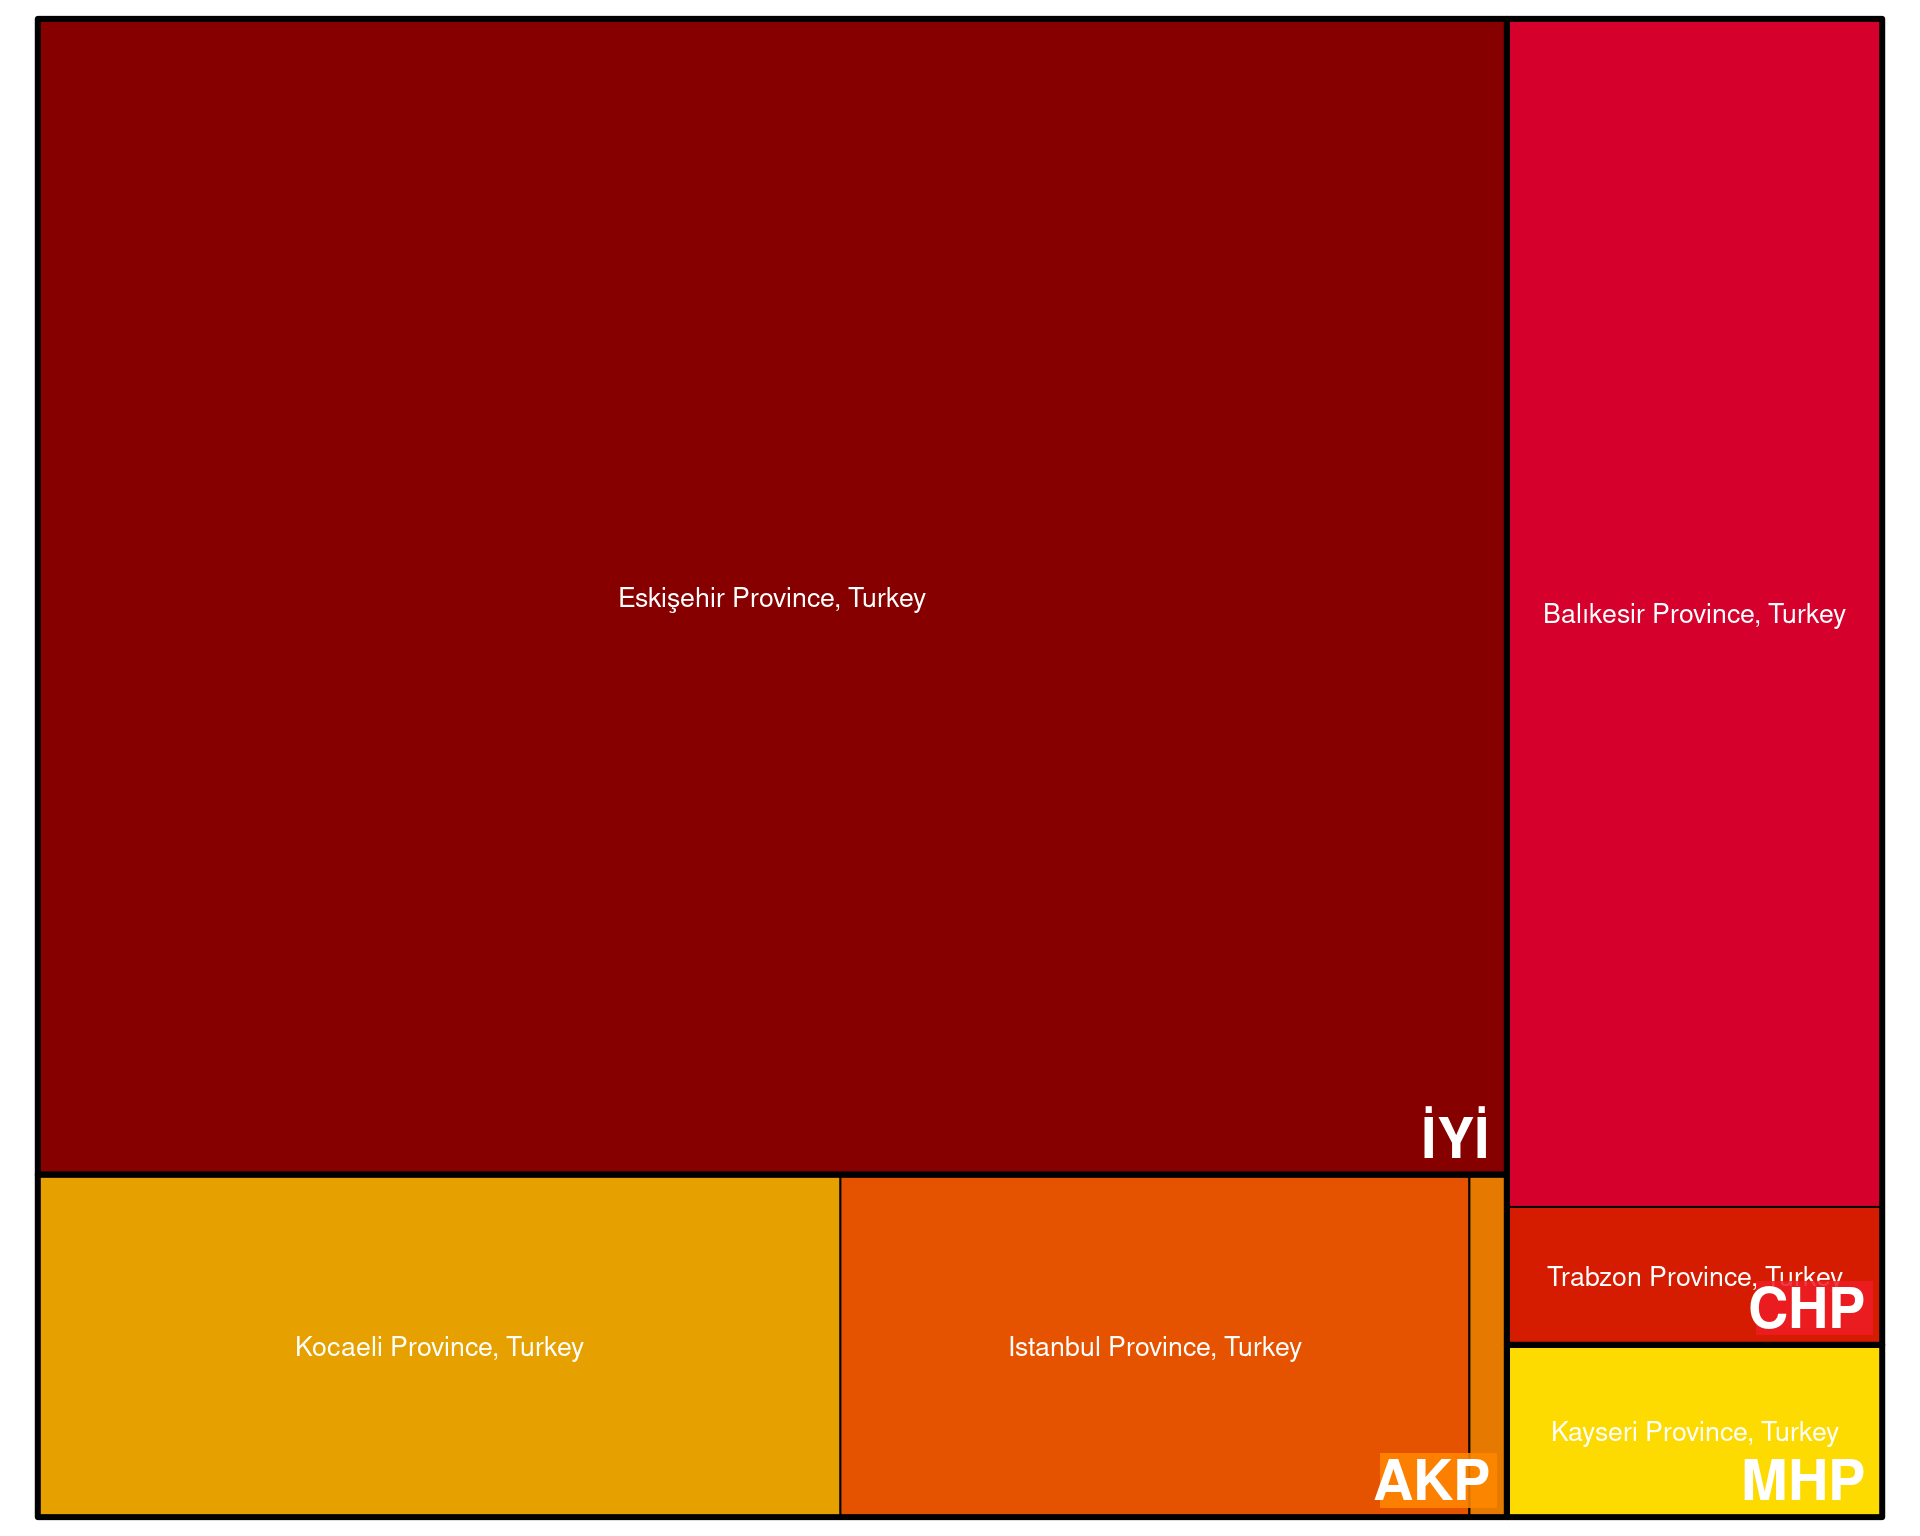 Eskişehir Province, Turkey
İYİ
Balıkesir Province, Turkey
Trabzon Province, Turkey
CHP
Kocaeli Province, Turkey
Istanbul Province, Turkey
AKP
Kayseri Province, Turkey
MHP